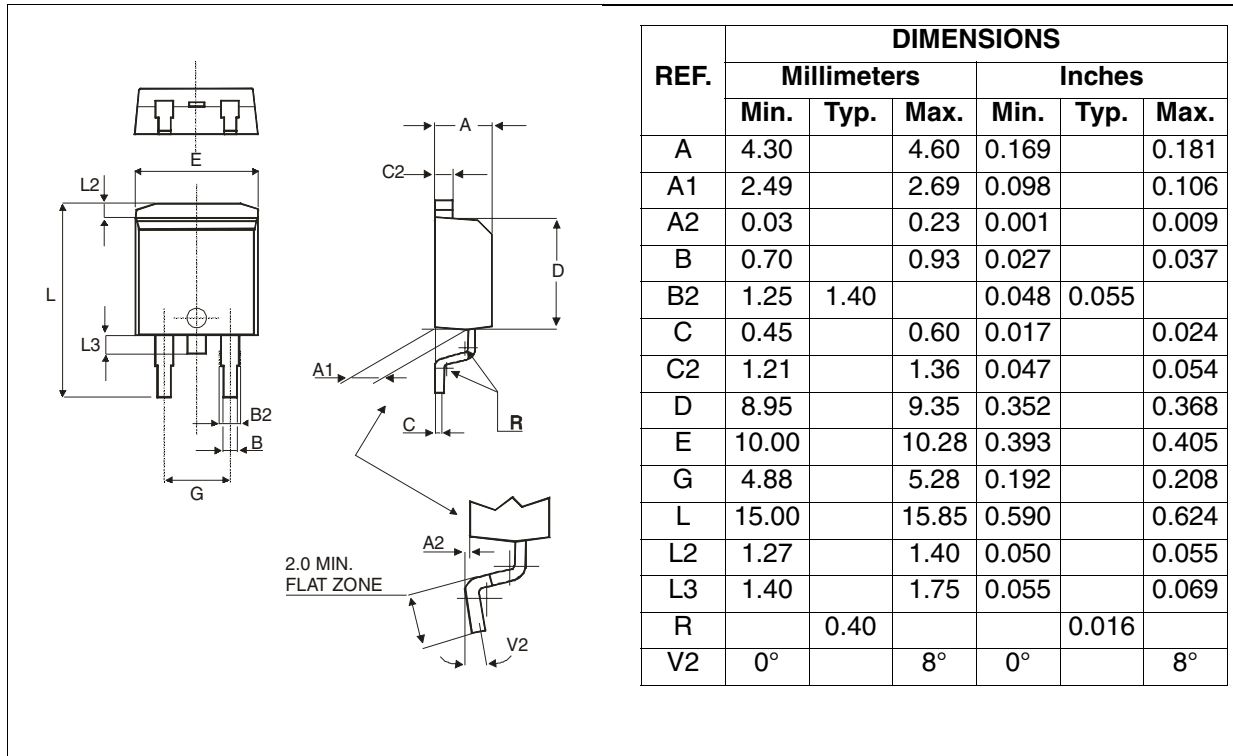 E
L2
L
L3
B2
B
G
A
C2
D
A1
C
R
A2
2.0 MIN.
FLAT ZONE
V2
DIMENSIONS
REF. Millimeters Inches
Min. Typ. Max. Min. Typ. Max.
A 4.30 4.60 0.169 0.181
A1 2.49 2.69 0.098 0.106
A2 0.03 0.23 0.001 0.009
B 0.70 0.93 0.027 0.037
B2 1.25 1.40 0.048 0.055
C 0.45 0.60 0.017 0.024
C2 1.21 1.36 0.047 0.054
D 8.95 9.35 0.352 0.368
E 10.00 10.28 0.393 0.405
G 4.88 5.28 0.192 0.208
L 15.00 15.85 0.590 0.624
L2 1.27 1.40 0.050 0.055
L3 1.40 1.75 0.055 0.069
R 0.40 0.016
V2 0° 8° 0° 8°